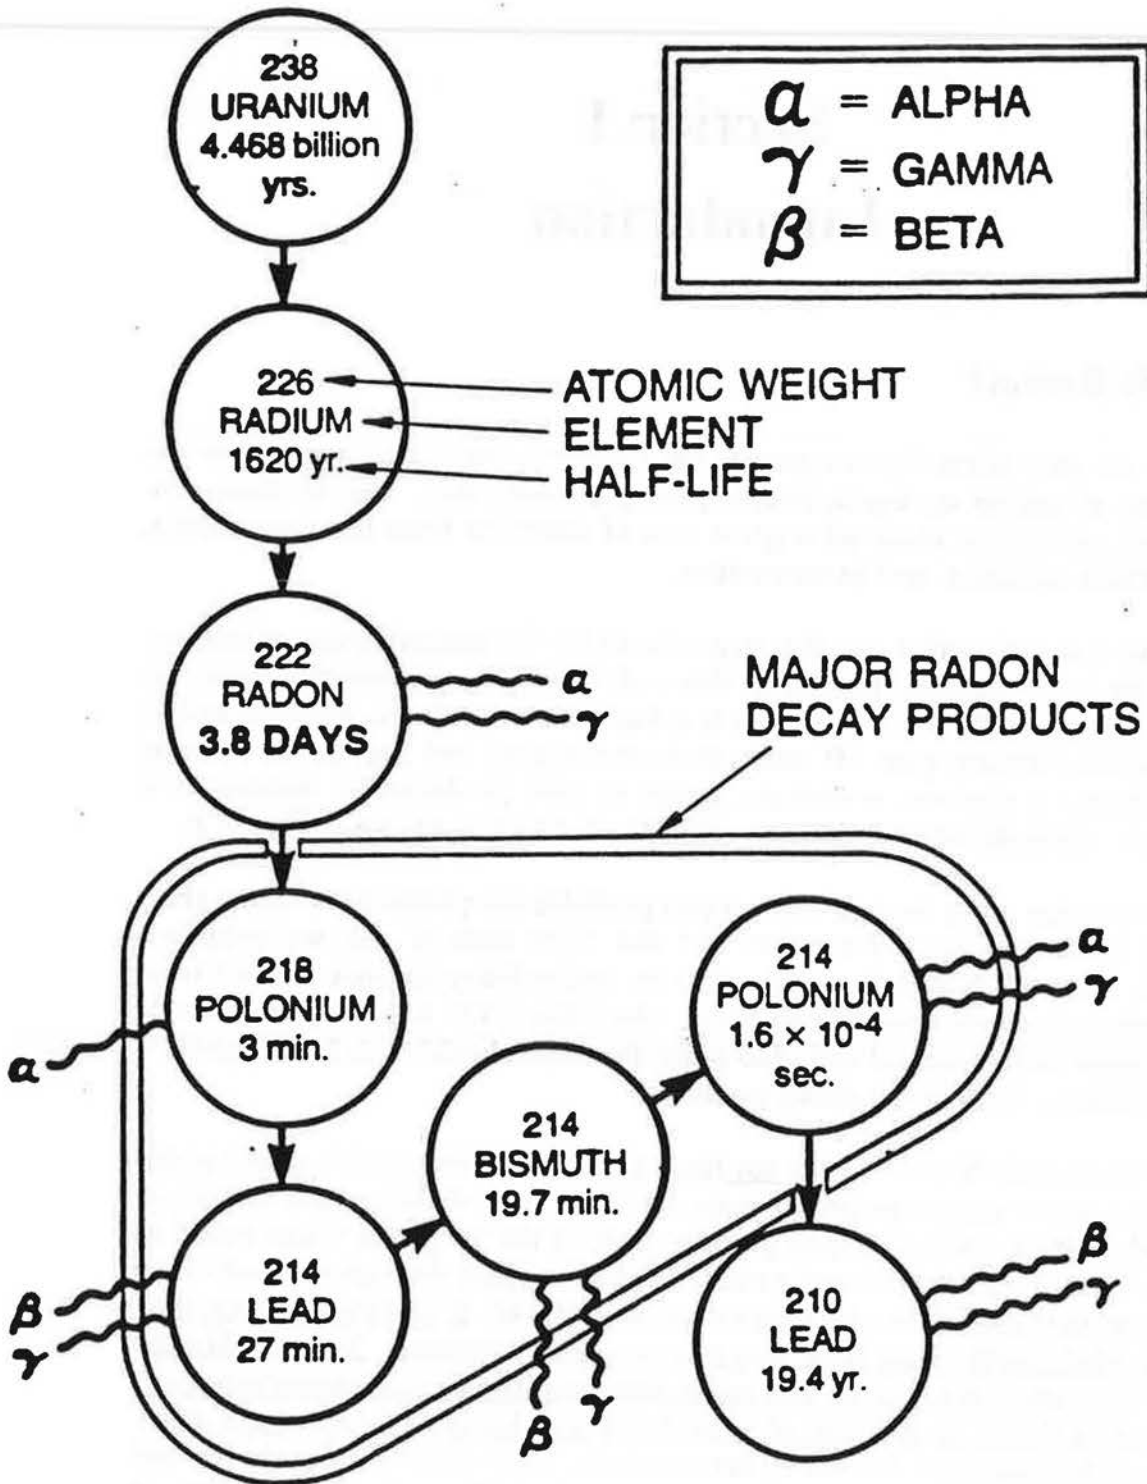 238
URANIUM
4.468 billion
yrs.
α = ALPHA
γ = GAMMA
β = BETA
226
RADIUM
1620 yr.
ATOMIC WEIGHT
ELEMENT
HALF-LIFE
222
RADON
3.8 DAYS
α
γ
MAJOR RADON
DECAY PRODUCTS
218
POLONIUM
3 min.
α
214
POLONIUM
1.6 × 10⁻⁴
sec.
α
γ
214
BISMUTH
19.7 min.
β
γ
214
LEAD
27 min.
β
γ
210
LEAD
19.4 yr.
β
γ